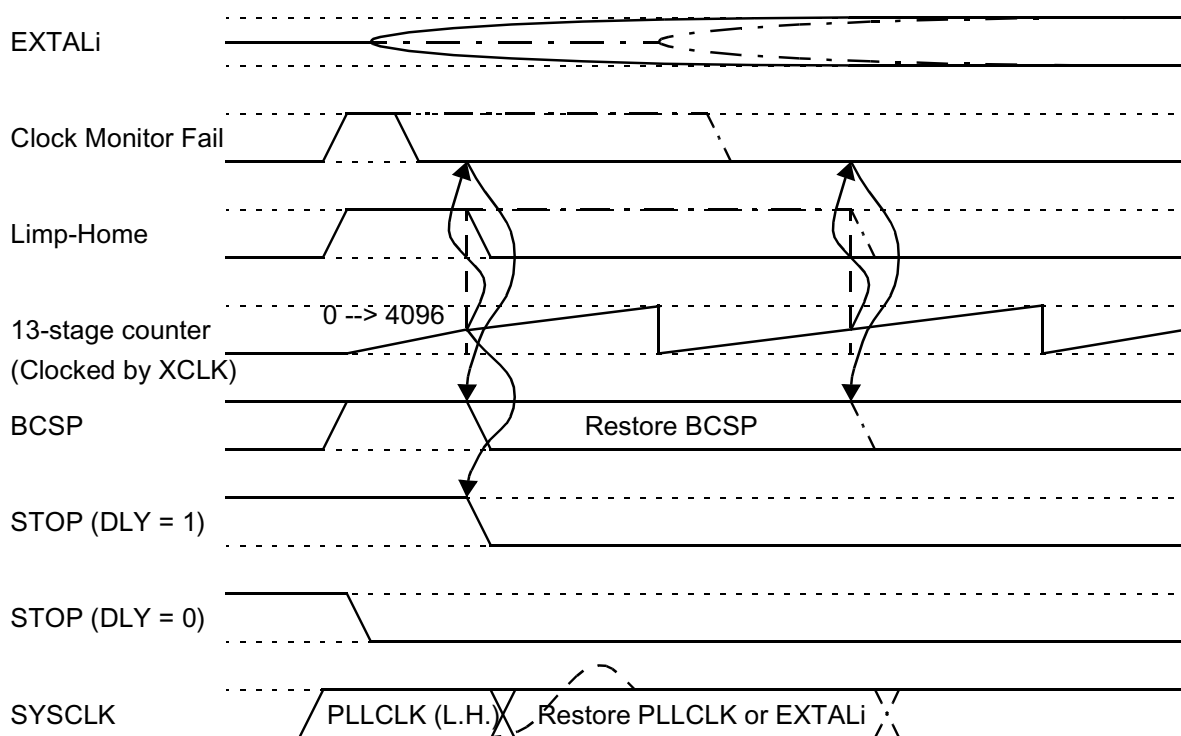 EXTALi
Clock Monitor Fail
Limp-Home
0 --> 4096
13-stage counter
(Clocked by XCLK)
BCSP
Restore BCSP
STOP (DLY = 1)
STOP (DLY = 0)
SYSCLK
PLLCLK (L.H.)
Restore PLLCLK or EXTALi